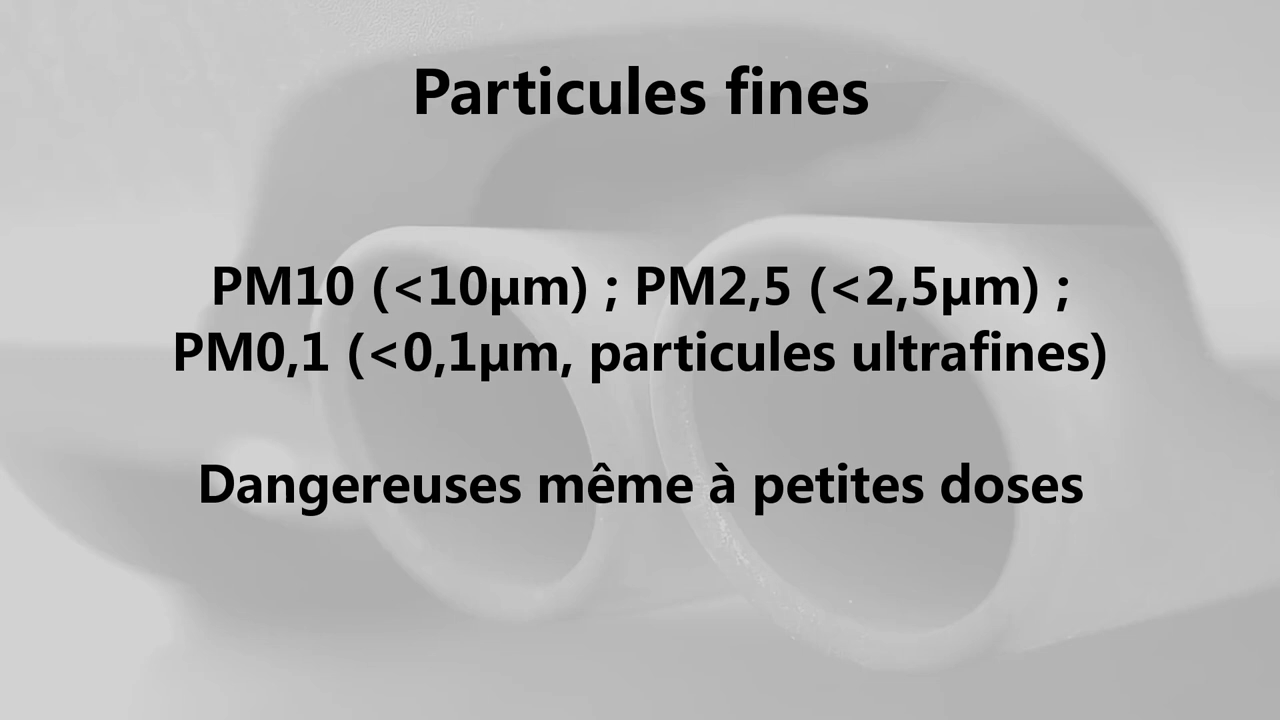 Particules fines
PM10 (<10µm) ; PM2,5 (<2,5µm) ;
PM0,1 (<0,1µm, particules ultrafines)
Dangereuses même à petites doses